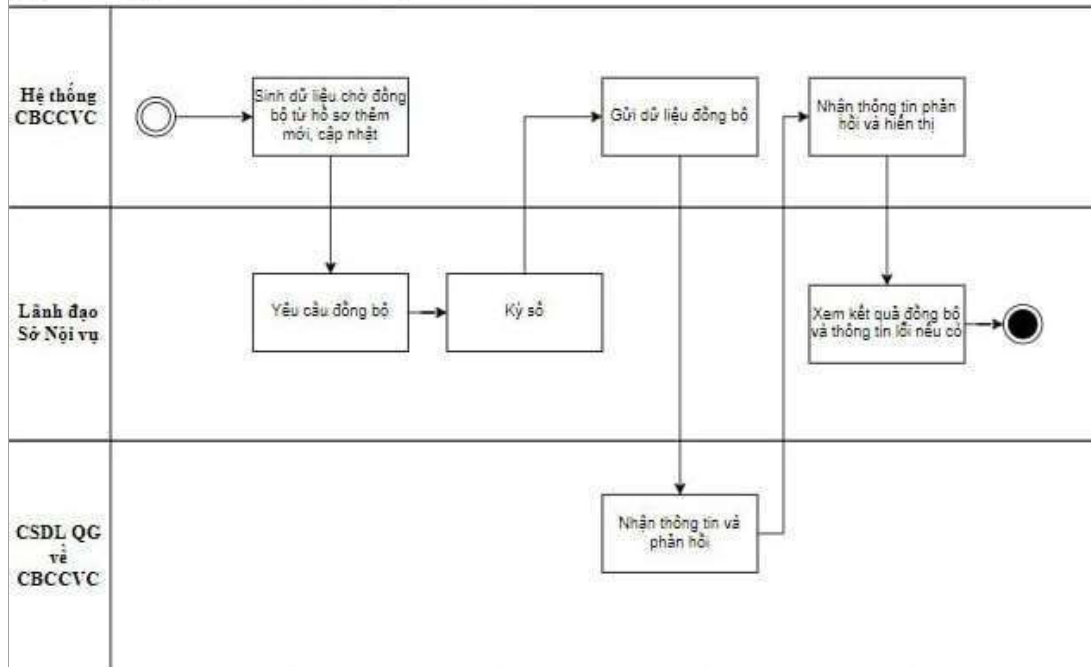 Hệ thống
CBCCVC
Sinh dữ liệu chờ đồng
bộ từ hồ sơ thêm
mới, cập nhật
Gửi dữ liệu đồng bộ
Nhận thông tin phản
hồi và hiển thị
Lãnh đạo
Sở Nội vụ
Yêu cầu đồng bộ
Ký số
Xem kết quả đồng bộ
và thông tin lỗi nếu có
CSDL QG
về
CBCCVC
Nhận thông tin và
phản hồi